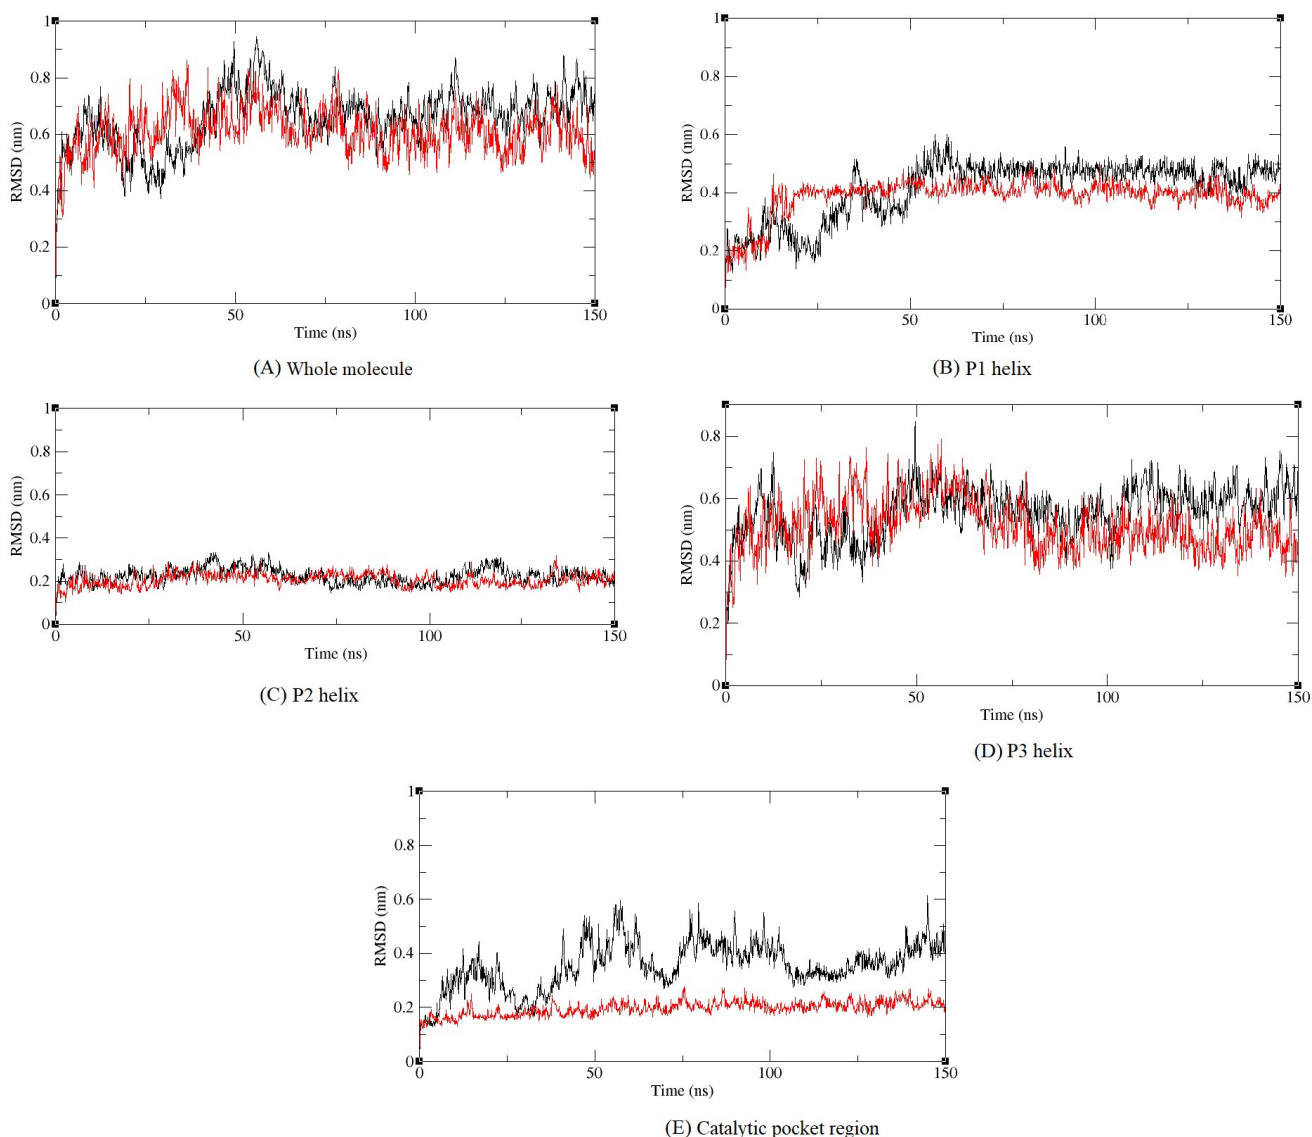 1
0.8
0.6
0.4
0.2
0
RMSD (nm)
0 50 100 150
Time (ns)
(A) Whole molecule
1
0.8
0.6
0.4
0.2
0
RMSD (nm)
0 50 100 150
Time (ns)
(B) P1 helix
1
0.8
0.6
0.4
0.2
0
RMSD (nm)
0 50 100 150
Time (ns)
(C) P2 helix
0.8
0.6
0.4
0.2
0
RMSD (nm)
0 50 100 150
Time (ns)
(D) P3 helix
1
0.8
0.6
0.4
0.2
0
RMSD (nm)
0 50 100 150
Time (ns)
(E) Catalytic pocket region